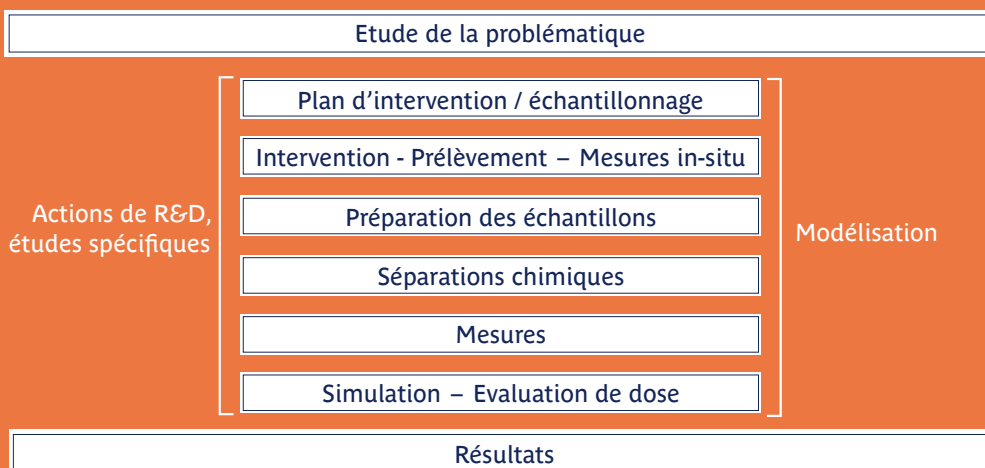 Etude de la problématique
Plan d’intervention / échantillonnage
Intervention - Prélèvement – Mesures in-situ
Actions de R&D,
études spécifiques
Préparation des échantillons
Modélisation
Séparations chimiques
Mesures
Simulation – Evaluation de dose
Résultats